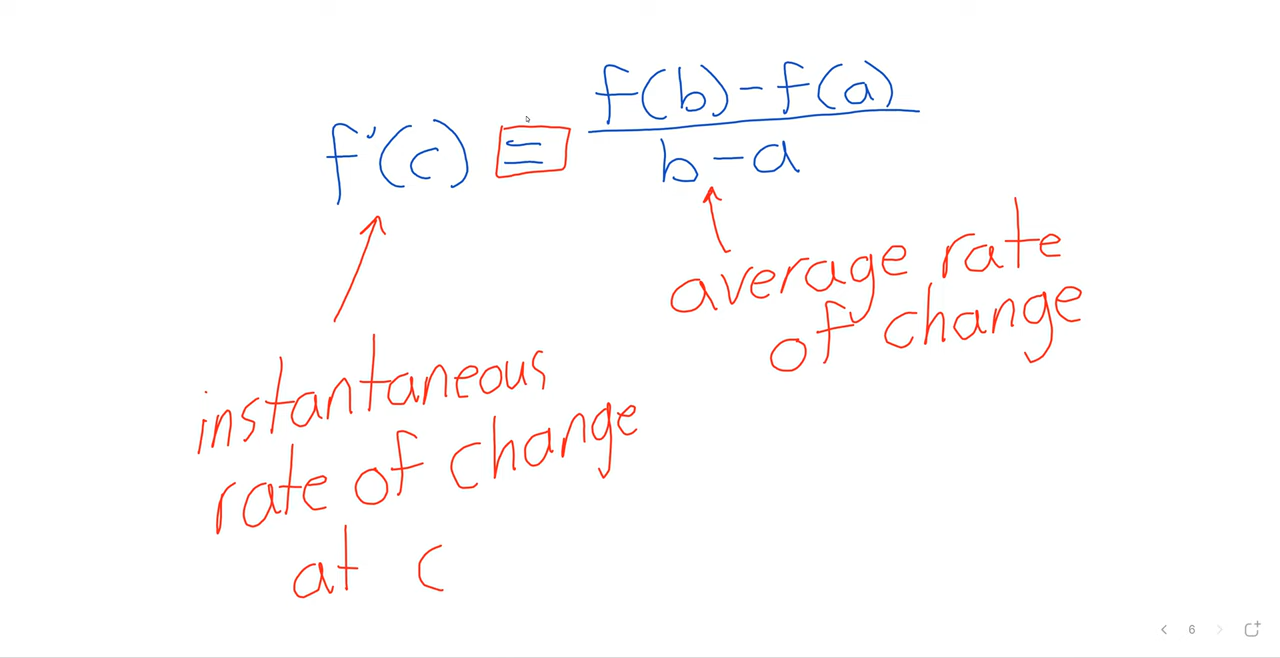 f'(c) = f(b) - f(a)
b - a
average rate
of change
instantaneous
rate of change
at c
6